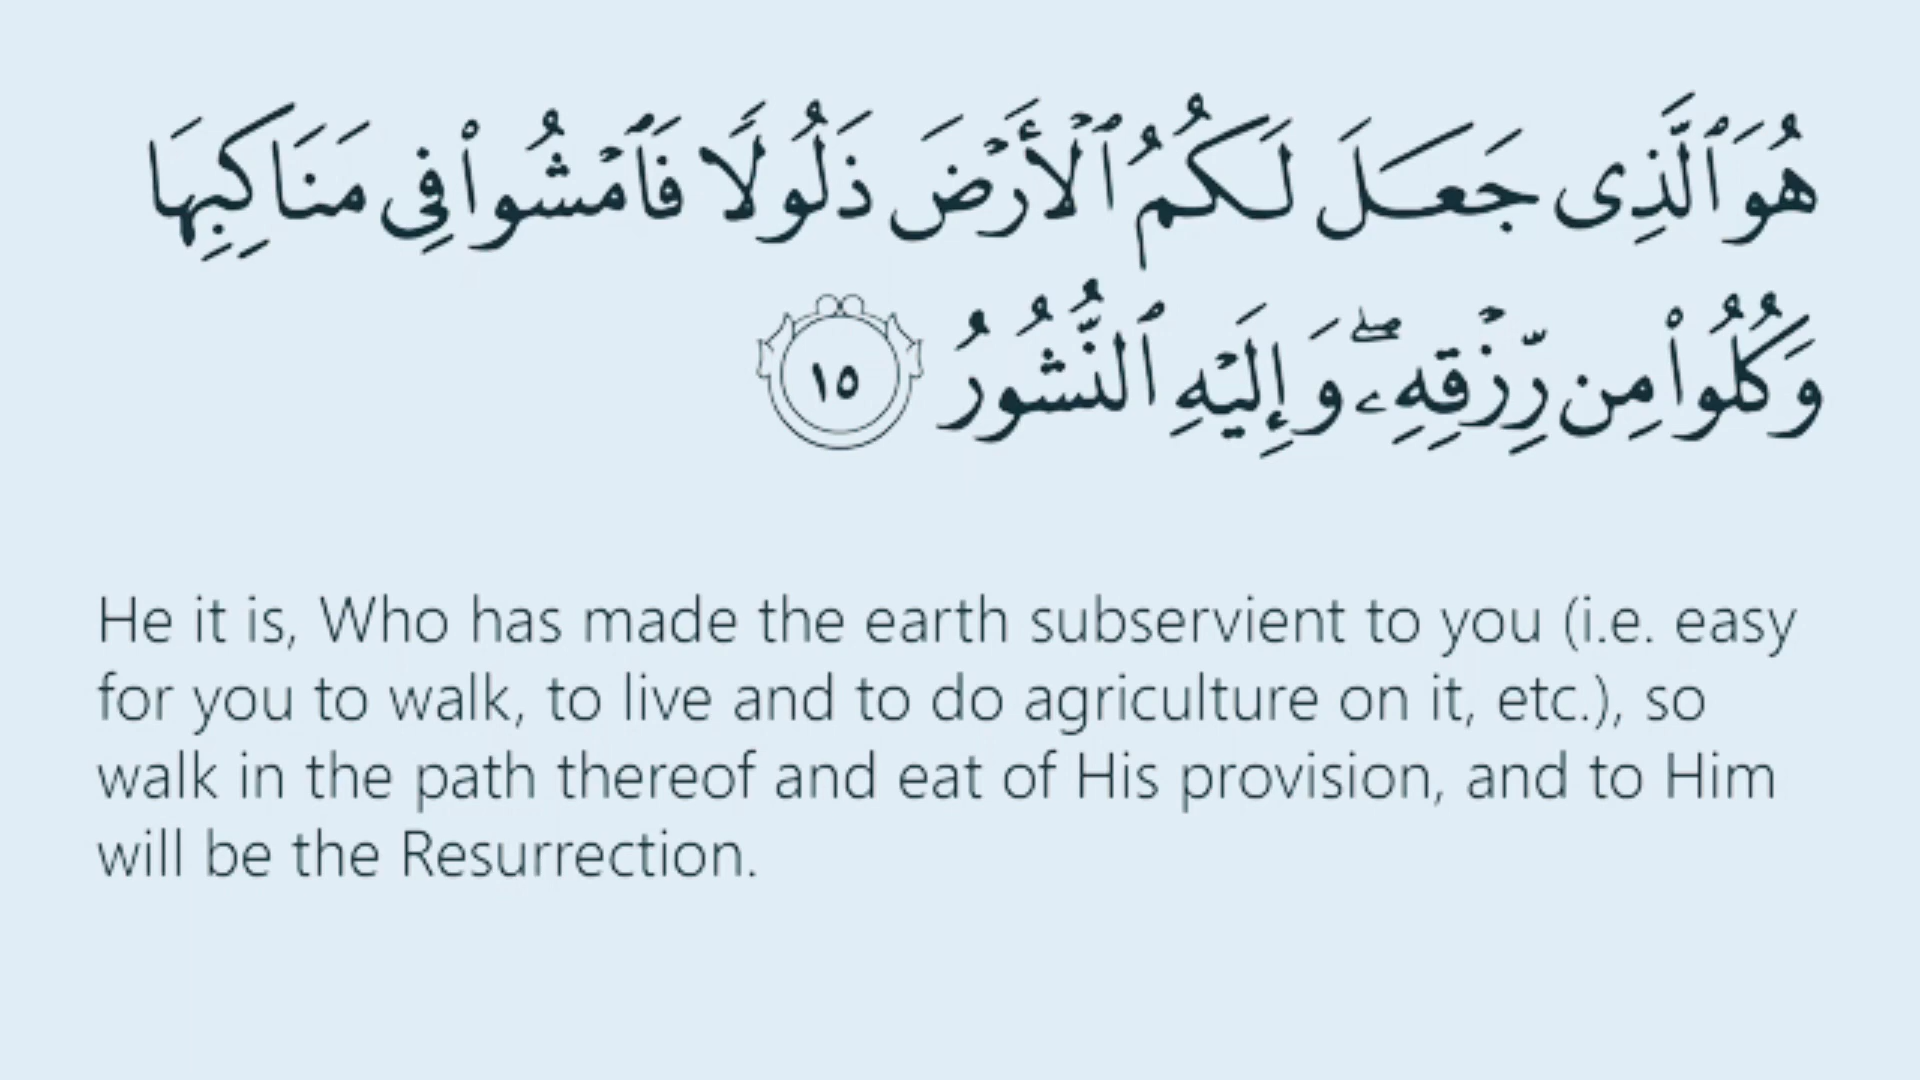 هُوَ ٱلَّذِى جَعَلَ لَكُمُ ٱلْأَرْضَ ذَلُولًا فَٱمْشُوا۟ فِى مَنَاكِبِهَا
وَكُلُوا۟ مِن رِّزْقِهِۦ ۖ وَإِلَيْهِ ٱلنُّشُورُ ١٥
He it is, Who has made the earth subservient to you (i.e. easy
for you to walk, to live and to do agriculture on it, etc.), so
walk in the path thereof and eat of His provision, and to Him
will be the Resurrection.